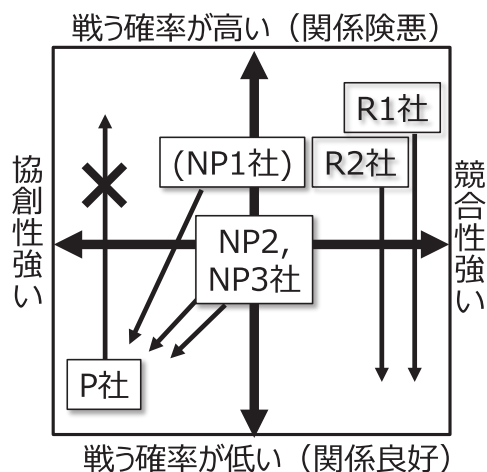 戦う確率が高い（関係険悪）
R1社
(NP1社)
R2社
協創性強い
競合性強い
NP2,
NP3社
P社
戦う確率が低い（関係良好）